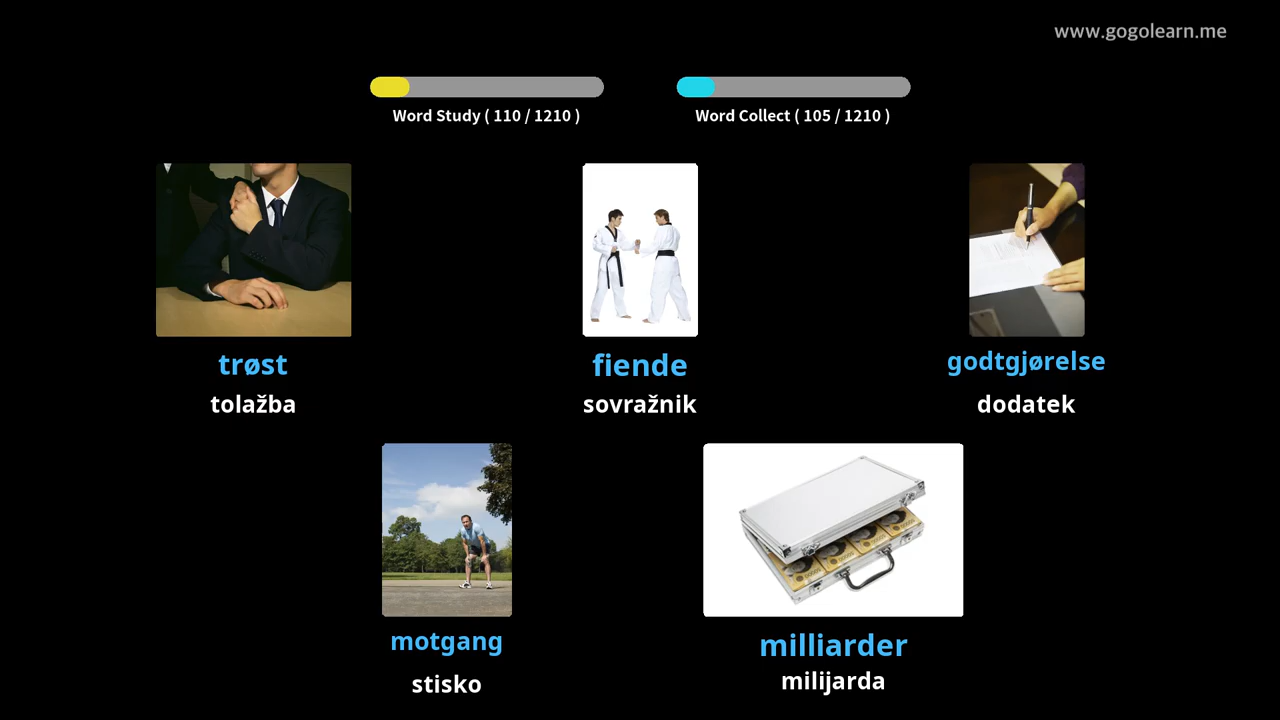 www.gogolearn.me
Word Study ( 110 / 1210 )
Word Collect ( 105 / 1210 )
trøst
tolažba
fiende
sovražnik
godtgjørelse
dodatek
motgang
stisko
milliarder
milijarda